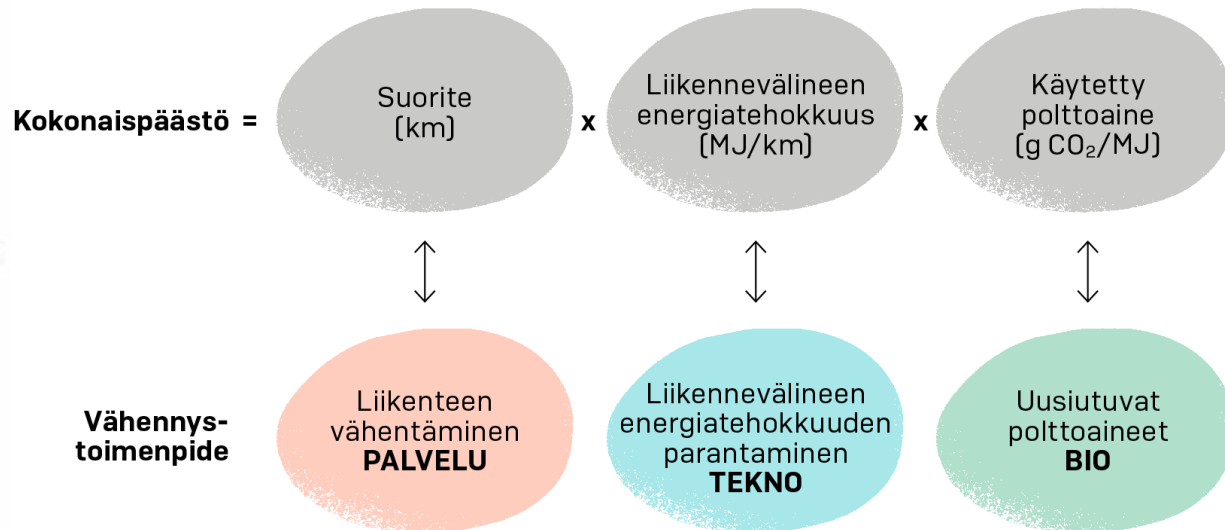 Kokonaispäästö =
Suorite
(km)
x
Liikennevälineen
energiatehokkuus
(MJ/km)
x
Käytetty
polttoaine
(g CO₂/MJ)
Vähennys-
toimenpide
Liikenteen
vähentäminen
PALVELU
Liikennevälineen
energiatehokkuuden
parantaminen
TEKNO
Uusiutuvat
polttoaineet
BIO